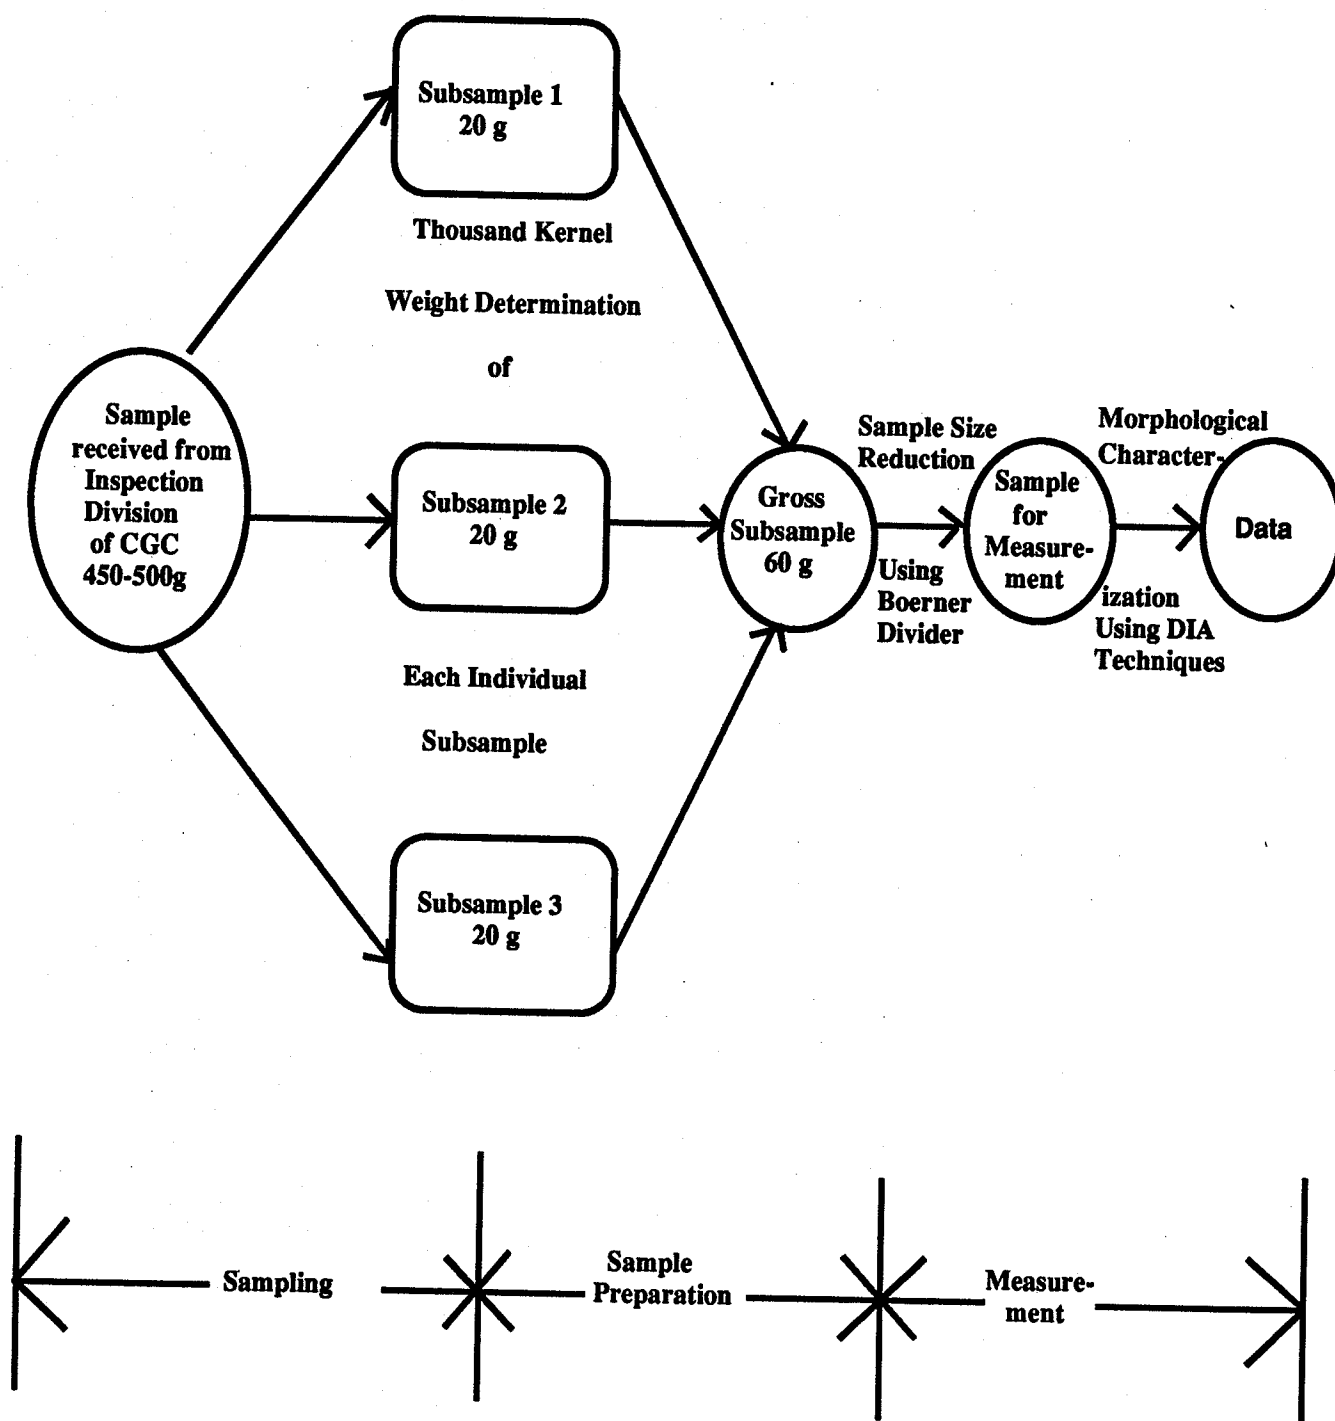 Subsample 1
20 g
Thousand Kernel
Weight Determination
of
Sample
received from
Inspection
Division
of CGC
450-500g
Subsample 2
20 g
Each Individual
Subsample
Subsample 3
20 g
Gross
Subsample
60 g
Sample Size
Reduction
Using
Boerner
Divider
Sample
for
Measure-
ment
Morphological
Character-
ization
Using DIA
Techniques
Data
Sampling
Sample
Preparation
Measure-
ment